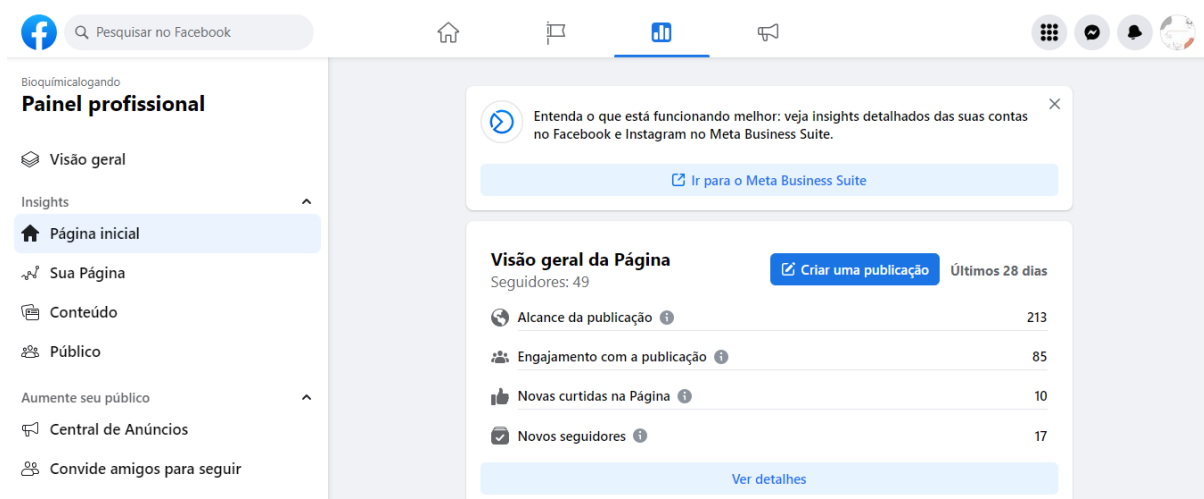 Pesquisar no Facebook
Bioquímicalogando
Painel profissional
Visão geral
Insights
Página inicial
Sua Página
Conteúdo
Público
Aumente seu público
Central de Anúncios
Convide amigos para seguir
Entenda o que está funcionando melhor: veja insights detalhados das suas contas
no Facebook e Instagram no Meta Business Suite.
Ir para o Meta Business Suite
Visão geral da Página
Seguidores: 49
Criar uma publicação
Últimos 28 dias
Alcance da publicação 213
Engajamento com a publicação 85
Novas curtidas na Página 10
Novos seguidores 17
Ver detalhes